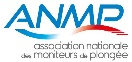 ANMP
association nationale
des moniteurs de plongée